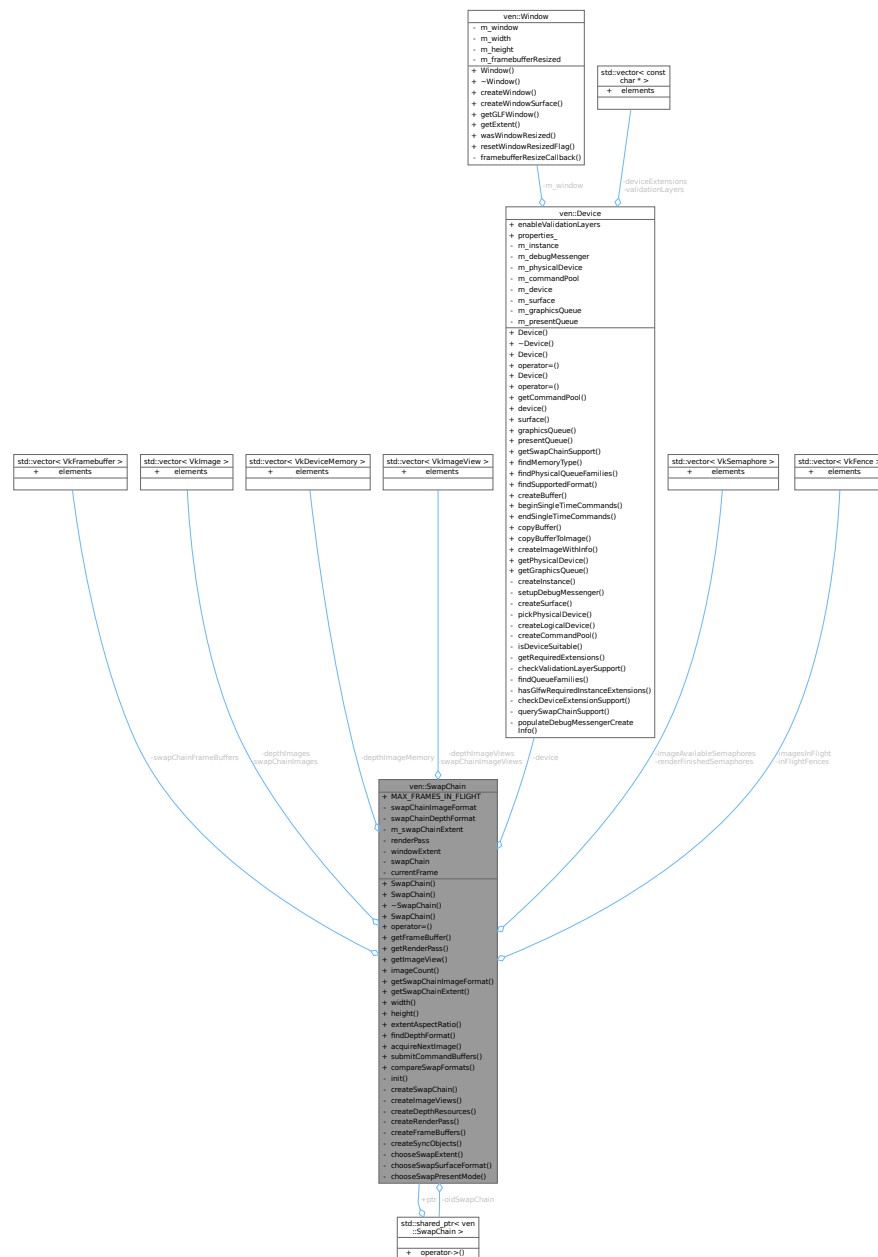 ven::Window
- m_window
- m_width
- m_height
- m_framebufferResized
+ Window()
+ ~Window()
+ createWindow()
+ createWindowSurface()
+ getGLFWindow()
+ getExtent()
+ wasWindowResized()
+ resetWindowResizedFlag()
- framebufferResizeCallback()
std::vector< const
char * >
+ elements
-m_window
-deviceExtensions
-validationLayers
ven::Device
+ enableValidationLayers
+ properties_
- m_instance
- m_debugMessenger
- m_physicalDevice
- m_commandPool
- m_device
- m_surface
- m_graphicsQueue
- m_presentQueue
+ Device()
+ ~Device()
+ Device()
+ operator=()
+ Device()
+ operator=()
+ getCommandPool()
+ device()
+ surface()
+ graphicsQueue()
+ presentQueue()
+ getSwapChainSupport()
+ findMemoryType()
+ findPhysicalQueueFamilies()
+ findSupportedFormat()
+ createBuffer()
+ beginSingleTimeCommands()
+ endSingleTimeCommands()
+ copyBuffer()
+ copyBufferToImage()
+ createImageWithInfo()
+ getPhysicalDevice()
+ getGraphicsQueue()
- createInstance()
- setupDebugMessenger()
- createSurface()
- pickPhysicalDevice()
- createLogicalDevice()
- createCommandPool()
- isDeviceSuitable()
- getRequiredExtensions()
- checkValidationLayerSupport()
- findQueueFamilies()
- hasGlfwRequiredInstanceExtensions()
- checkDeviceExtensionSupport()
- querySwapChainSupport()
- populateDebugMessengerCreate
Info()
std::vector< VkFramebuffer >
+ elements
std::vector< VkImage >
+ elements
std::vector< VkDeviceMemory >
+ elements
std::vector< VkImageView >
+ elements
std::vector< VkSemaphore >
+ elements
std::vector< VkFence >
+ elements
-swapChainFrameBuffers
-depthImages
-swapChainImages
-depthImageMemory
-depthImageViews
-swapChainImageViews
-device
-imageAvailableSemaphores
-renderFinishedSemaphores
-imagesInFlight
-inFlightFences
ven::SwapChain
+ MAX_FRAMES_IN_FLIGHT
- swapChainImageFormat
- swapChainDepthFormat
- m_swapChainExtent
- renderPass
- windowExtent
- swapChain
- currentFrame
+ SwapChain()
+ SwapChain()
+ ~SwapChain()
+ SwapChain()
+ operator=()
+ getFrameBuffer()
+ getRenderPass()
+ getImageView()
+ imageCount()
+ getSwapChainImageFormat()
+ getSwapChainExtent()
+ width()
+ height()
+ extentAspectRatio()
+ findDepthFormat()
+ acquireNextImage()
+ submitCommandBuffers()
+ compareSwapFormats()
- init()
- createSwapChain()
- createImageViews()
- createDepthResources()
- createRenderPass()
- createFrameBuffers()
- createSyncObjects()
- chooseSwapExtent()
- chooseSwapSurfaceFormat()
- chooseSwapPresentMode()
+ptr
-oldSwapChain
std::shared_ptr< ven
::SwapChain >
+ operator->()